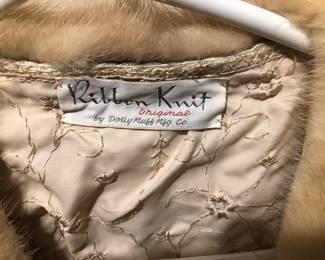 Ribbon Knit
Original
by Dolly Muff Mfg. Co.